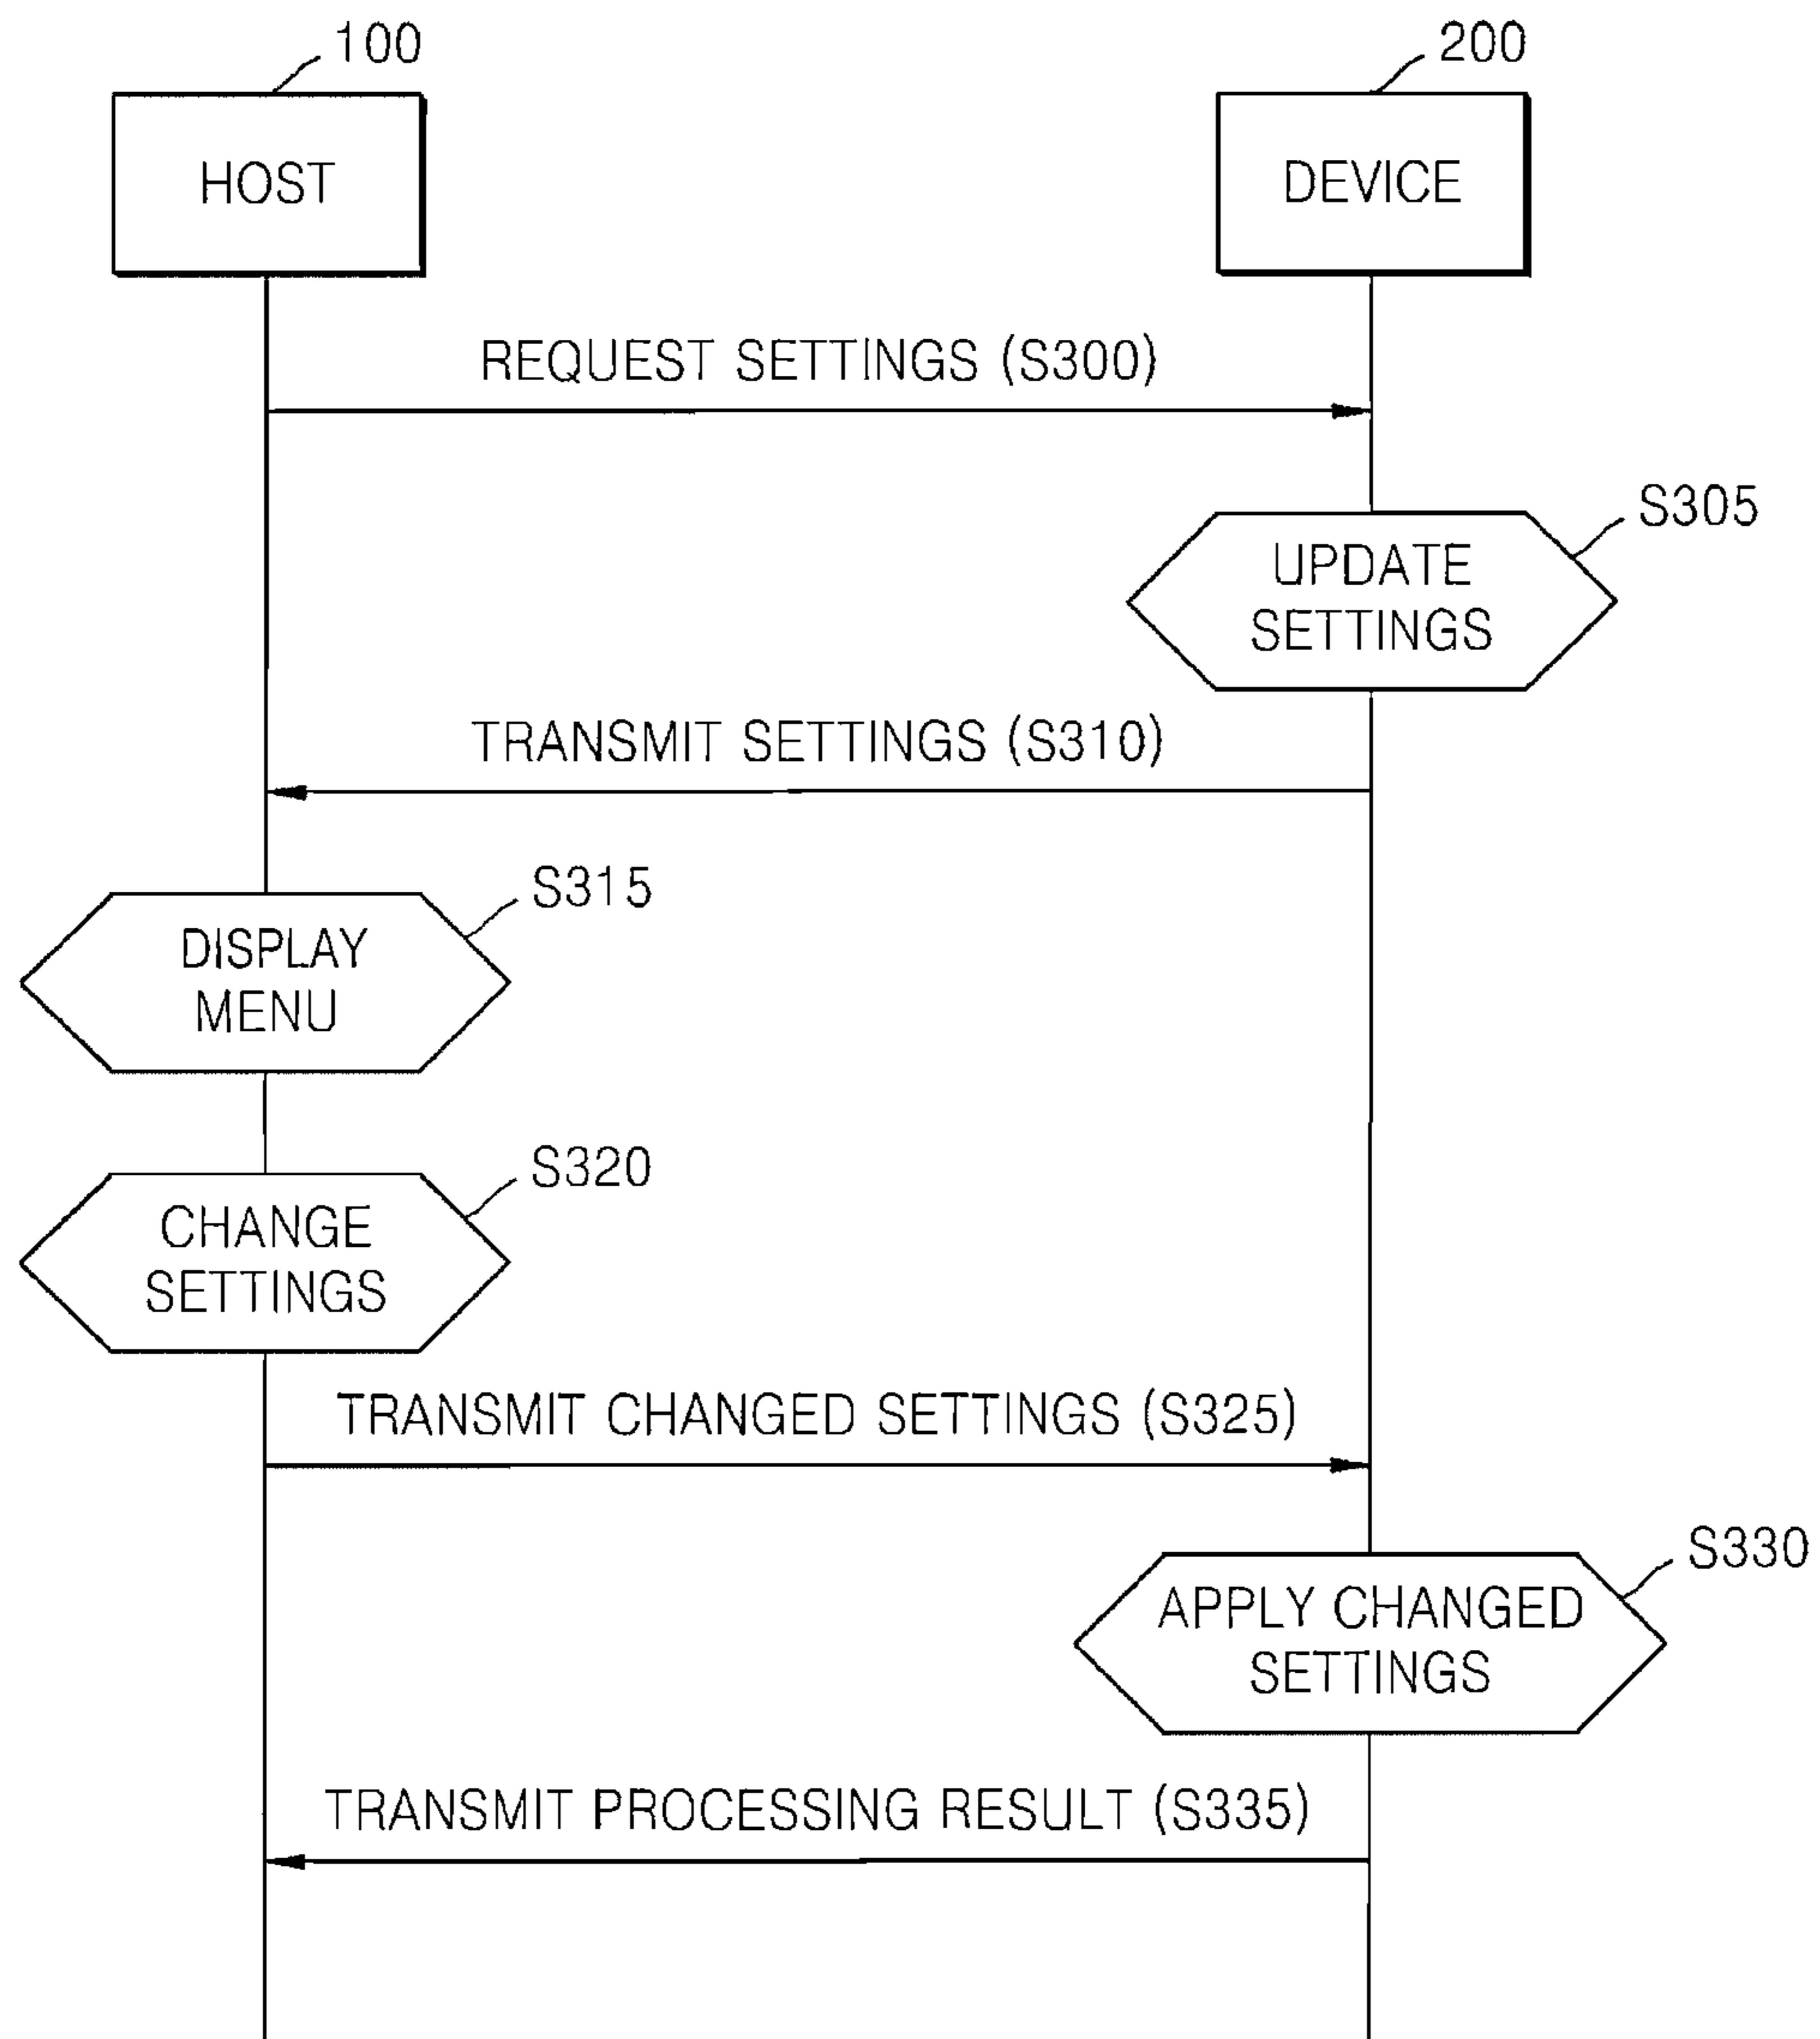 100
200
HOST
DEVICE
REQUEST SETTINGS (S300)
S305
UPDATE
SETTINGS
TRANSMIT SETTINGS (S310)
S315
DISPLAY
MENU
S320
CHANGE
SETTINGS
TRANSMIT CHANGED SETTINGS (S325)
S330
APPLY CHANGED
SETTINGS
TRANSMIT PROCESSING RESULT (S335)